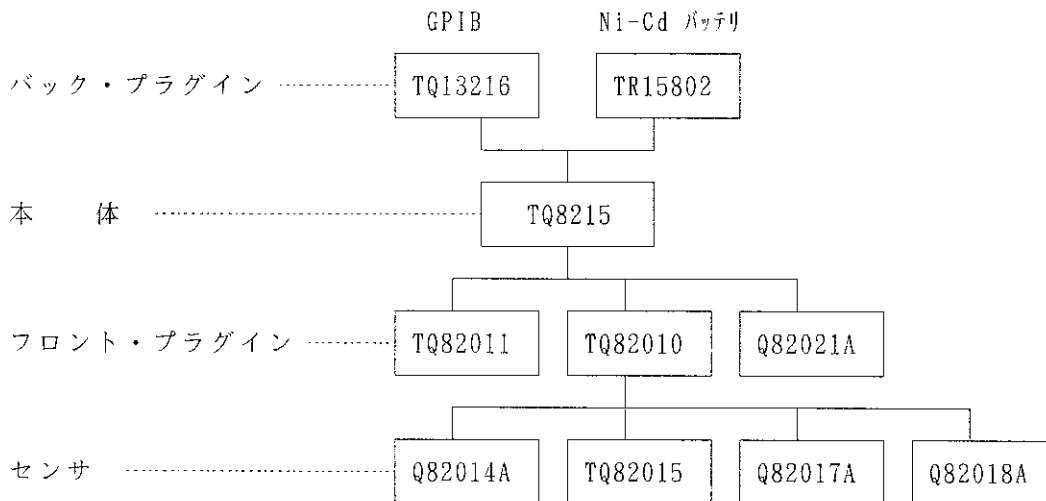 GPIB Ni-Cd バッテリ
バック・プラグイン TQ13216 TR15802
本 体 TQ8215
フロント・プラグイン TQ82011 TQ82010 Q82021A
センサ Q82014A TQ82015 Q82017A Q82018A